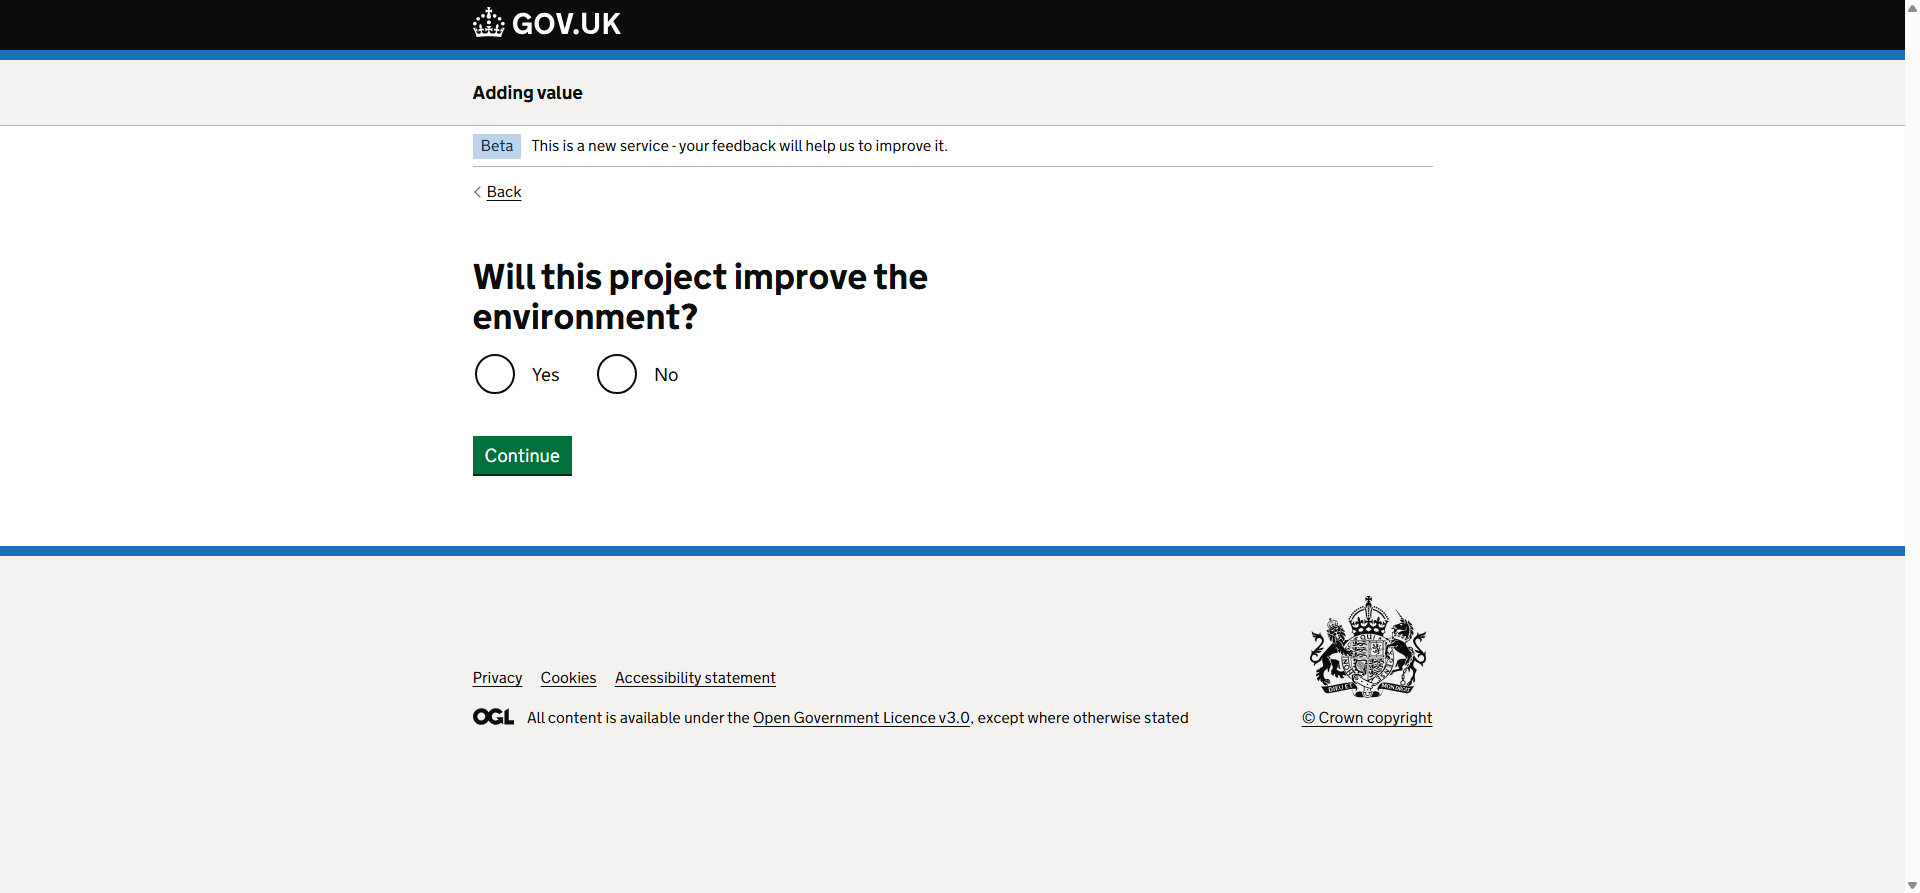 GOV.UK
Adding value
Beta This is a new service - your feedback will help us to improve it.
Back
Will this project improve the
environment?
Yes No
Continue
Privacy Cookies Accessibility statement
OGL All content is available under the Open Government Licence v3.0, except where otherwise stated
© Crown copyright